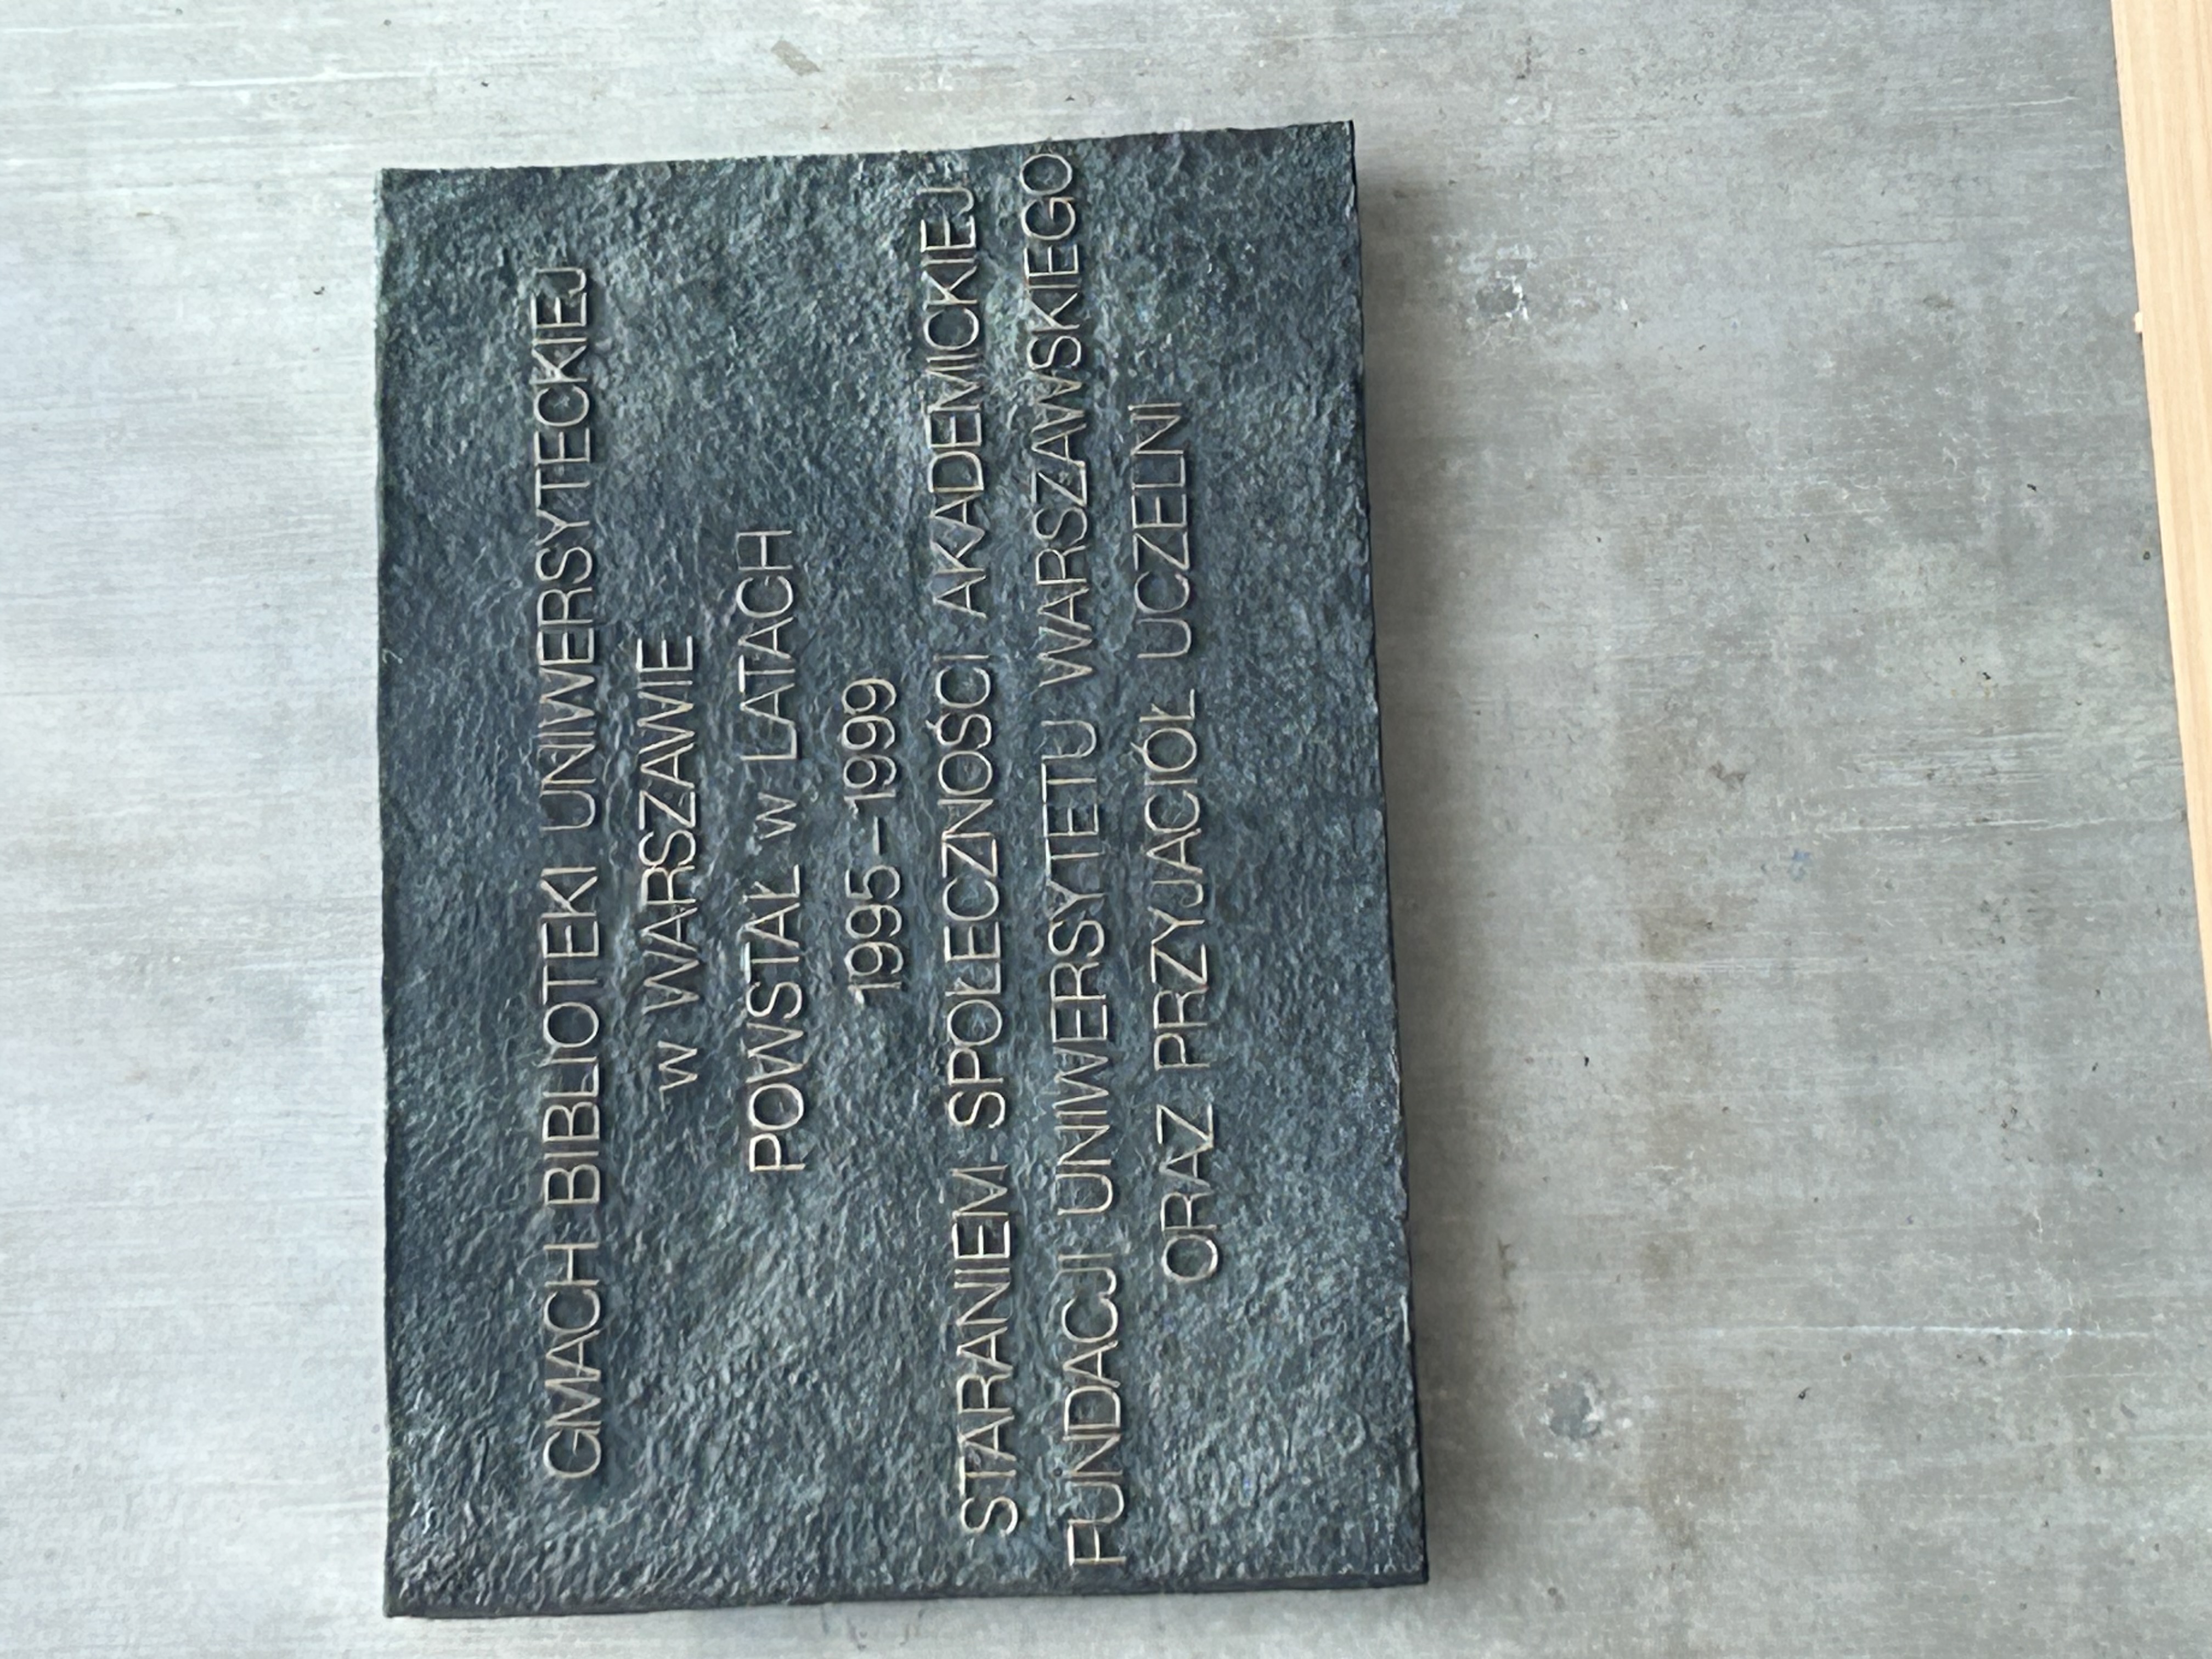 GMACH BIBLIOTEKI UNIWERSYTECKIEJ
W WARSZAWIE
POWSTAŁ W LATACH
1995–1999
STARANIEM SPOŁECZNOŚCI AKADEMICKIEJ
FUNDACJI UNIWERSYTETU WARSZAWSKIEGO
ORAZ PRZYJACIÓŁ UCZELNI